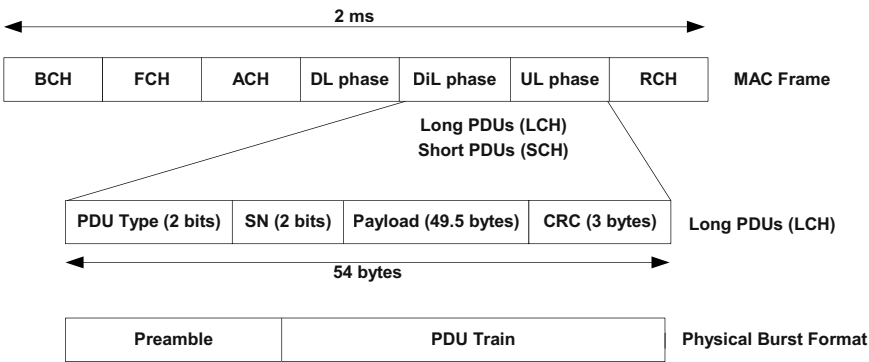 2 ms
BCH FCH ACH DL phase DiL phase UL phase RCH MAC Frame
Long PDUs (LCH)
Short PDUs (SCH)
PDU Type (2 bits) SN (2 bits) Payload (49.5 bytes) CRC (3 bytes) Long PDUs (LCH)
54 bytes
Preamble PDU Train Physical Burst Format